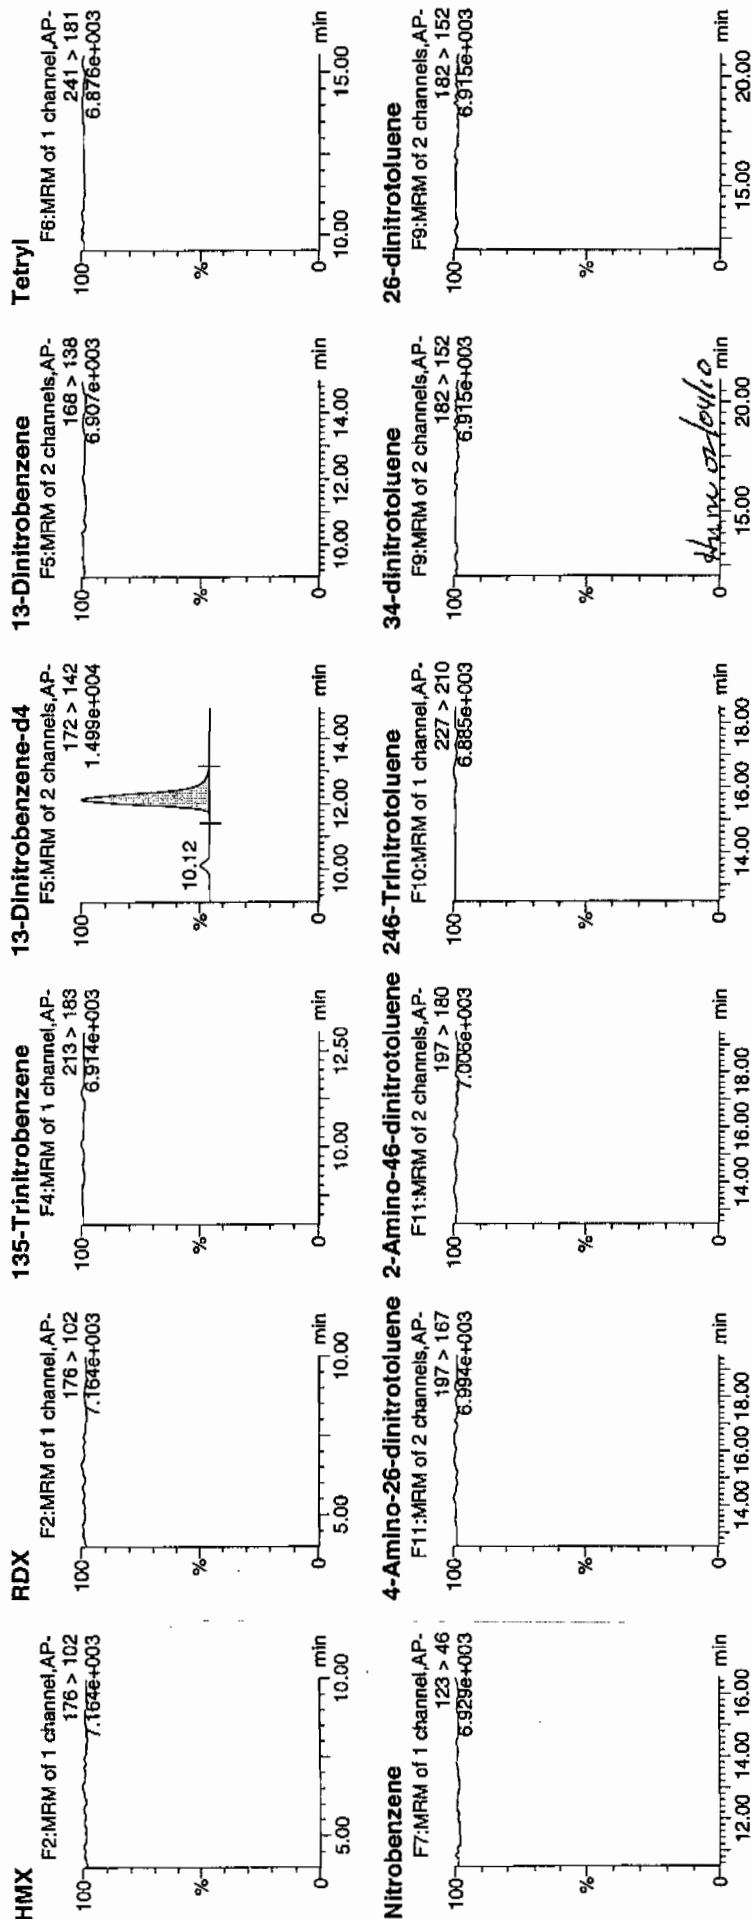 HMX
F2:MRM of 1 channel,AP-
176 > 102
7.164e+003
100
%
0
5.00
10.00
min
RDX
F2:MRM of 1 channel,AP-
176 > 102
7.164e+003
100
%
0
5.00
10.00
min
135-Trinitrobenzene
F4:MRM of 1 channel,AP-
213 > 183
6.914e+003
100
%
0
10.00
12.50
min
13-Dinitrobenzene-d4
F5:MRM of 2 channels,AP-
172 > 142
1.499e+004
100
10.12
%
0
10.00
12.00
14.00
min
13-Dinitrobenzene
F5:MRM of 2 channels,AP-
168 > 138
6.907e+003
100
%
0
10.00
12.00
14.00
min
Tetryl
F6:MRM of 1 channel,AP-
241 > 181
6.876e+003
100
%
0
10.00
15.00
min
Nitrobenzene
F7:MRM of 1 channel,AP-
123 > 46
6.929e+003
100
%
0
12.00
14.00
16.00
min
4-Amino-26-dinitrotoluene
F11:MRM of 2 channels,AP-
197 > 167
6.994e+003
100
%
0
14.00
16.00
18.00
min
2-Amino-46-dinitrotoluene
F11:MRM of 2 channels,AP-
197 > 180
7.006e+003
100
%
0
14.00
16.00
18.00
min
246-Trinitrotoluene
F10:MRM of 1 channel,AP-
227 > 210
6.885e+003
100
%
0
14.00
16.00
18.00
min
34-dinitrotoluene
F9:MRM of 2 channels,AP-
182 > 152
6.915e+003
100
%
0
15.00
20.00
min
02/04/10
26-dinitrotoluene
F9:MRM of 2 channels,AP-
182 > 152
6.915e+003
100
%
0
15.00
20.00
min